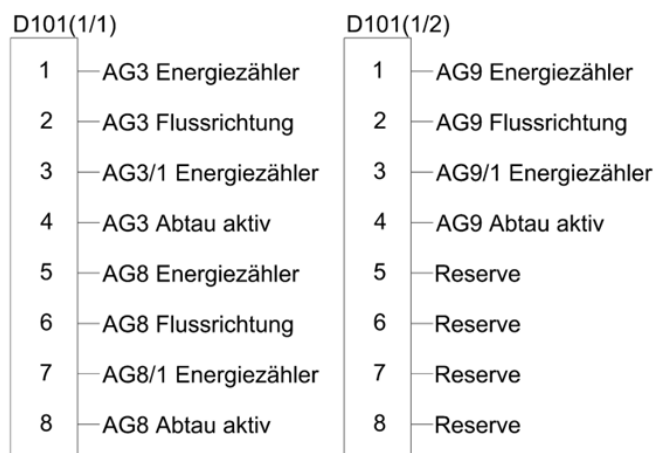 D101(1/1)
1 AG3 Energiezähler
2 AG3 Flussrichtung
3 AG3/1 Energiezähler
4 AG3 Abtau aktiv
5 AG8 Energiezähler
6 AG8 Flussrichtung
7 AG8/1 Energiezähler
8 AG8 Abtau aktiv
D101(1/2)
1 AG9 Energiezähler
2 AG9 Flussrichtung
3 AG9/1 Energiezähler
4 AG9 Abtau aktiv
5 Reserve
6 Reserve
7 Reserve
8 Reserve